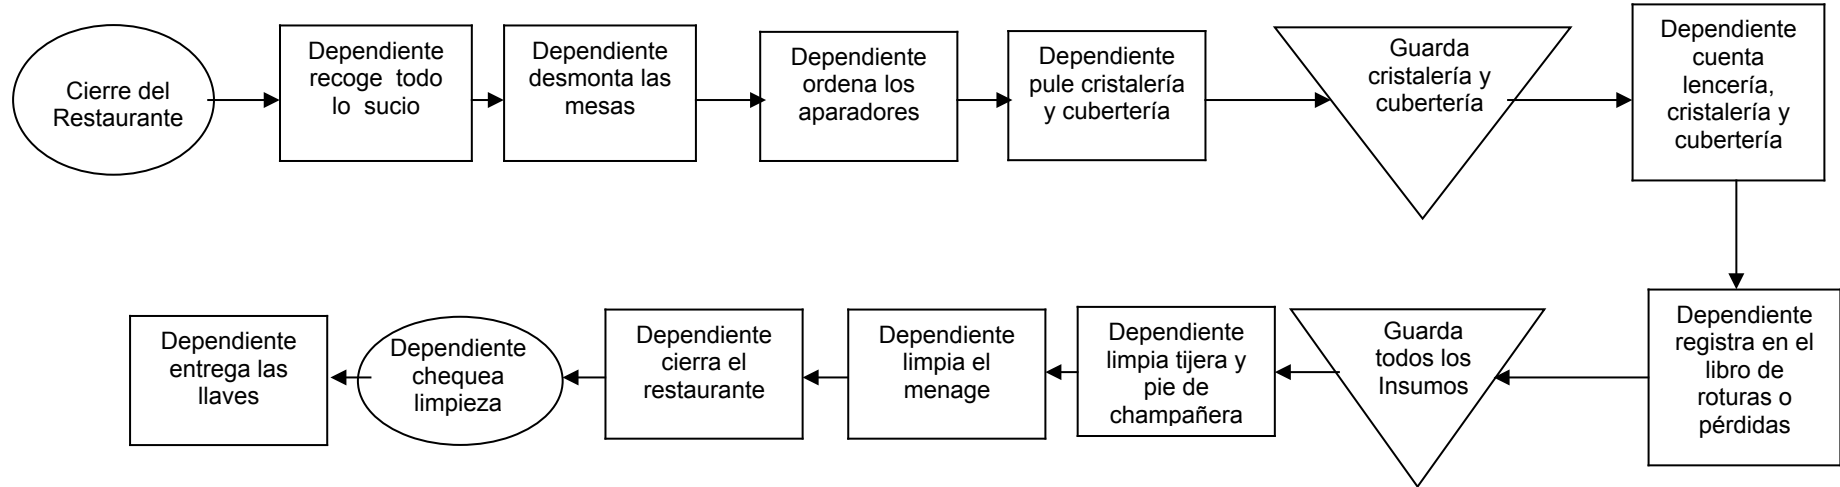 Cierre del
Restaurante
Dependiente
recoge todo
lo sucio
Dependiente
desmonta las
mesas
Dependiente
ordena los
aparadores
Dependiente
pule cristalería
y cubertería
Guarda
cristalería y
cubertería
Dependiente
cuenta
lencería,
cristalería y
cubertería
Dependiente
registra en el
libro de
roturas o
pérdidas
Guarda
todos los
Insumos
Dependiente
limpia tijera y
pie de
champañera
Dependiente
limpia el
menage
Dependiente
cierra el
restaurante
Dependiente
chequea
limpieza
Dependiente
entrega las
llaves